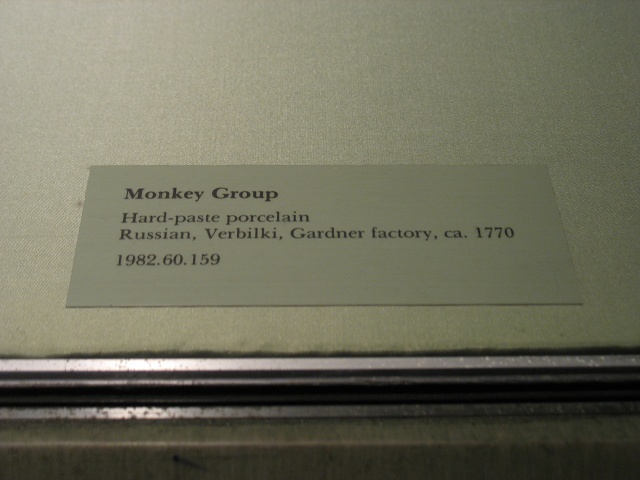 Monkey Group
Hard-paste porcelain
Russian, Verbilki, Gardner factory, ca. 1770
1982.60.159